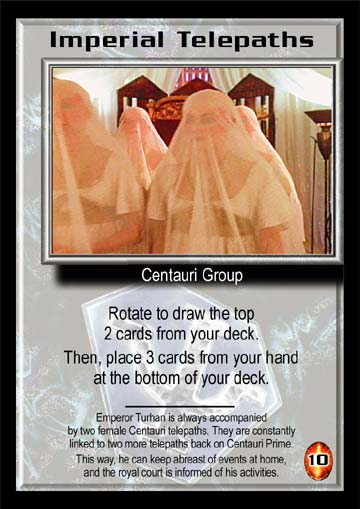 Imperial Telepaths
Centauri Group
Rotate to draw the top
2 cards from your deck.
Then, place 3 cards from your hand
at the bottom of your deck.
Emperor Turhan is always accompanied
by two female Centauri telepaths. They are constantly
linked to two more telepaths back on Centauri Prime.
This way, he can keep abreast of events at home,
and the royal court is informed of his activities.
10